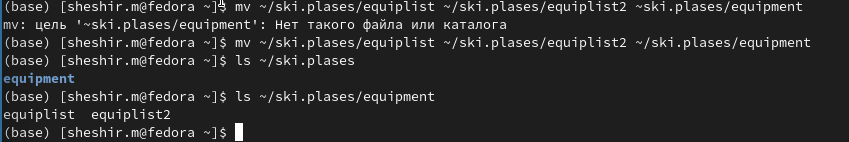 (base) [sheshir.m@fedora ~]$ mv ~/ski.plases/equiplist ~/ski.plases/equiplist2 ~ski.plases/equipment
mv: цель '~ski.plases/equipment': Нет такого файла или каталога
(base) [sheshir.m@fedora ~]$ mv ~/ski.plases/equiplist ~/ski.plases/equiplist2 ~/ski.plases/equipment
(base) [sheshir.m@fedora ~]$ ls ~/ski.plases
equipment
(base) [sheshir.m@fedora ~]$ ls ~/ski.plases/equipment
equiplist  equiplist2
(base) [sheshir.m@fedora ~]$